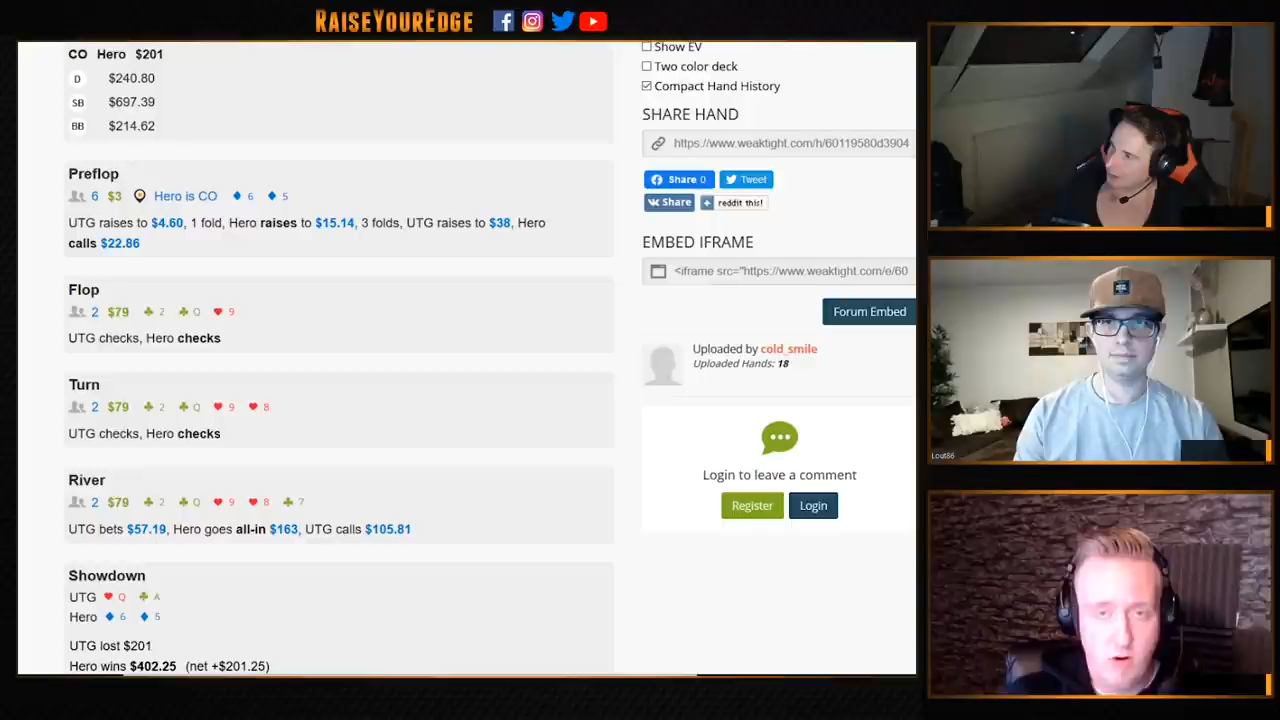 RAISEYOUREDGE
CO Hero $201
D $240.80
SB $697.39
BB $214.62
Preflop
6 $3 Hero is CO ♦ 6 ♦ 5
UTG raises to $4.60, 1 fold, Hero raises to $15.14, 3 folds, UTG raises to $38, Hero
calls $22.86
Flop
2 $79 ♣ 2 ♣ Q ♥ 9
UTG checks, Hero checks
Turn
2 $79 ♣ 2 ♣ Q ♥ 9 ♥ 8
UTG checks, Hero checks
River
2 $79 ♣ 2 ♣ Q ♥ 9 ♥ 8 ♣ 7
UTG bets $57.19, Hero goes all-in $163, UTG calls $105.81
Showdown
UTG ♥ Q ♣ A
Hero ♦ 6 ♦ 5
UTG lost $201
Hero wins $402.25 (net +$201.25)
Show EV
Two color deck
Compact Hand History
SHARE HAND
https://www.weaktight.com/h/60119580d3904
Share 0 Tweet
Share reddit this!
EMBED IFRAME
<iframe src="https://www.weaktight.com/e/60
Forum Embed
Uploaded by cold_smile
Uploaded Hands: 18
Login to leave a comment
Register Login
Lout86